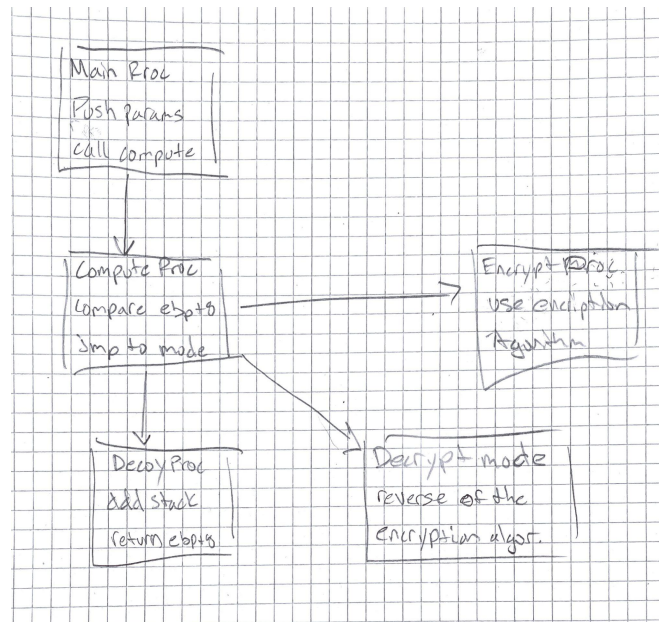 Main Proc
Push params
call compute
Compute Proc
compare ebp+8
jmp to mode
Encrypt Proc
use encription
Algorithm
Decoy Proc
add stack
return ebp+8
Decrypt mode
reverse of the
encryption algor.